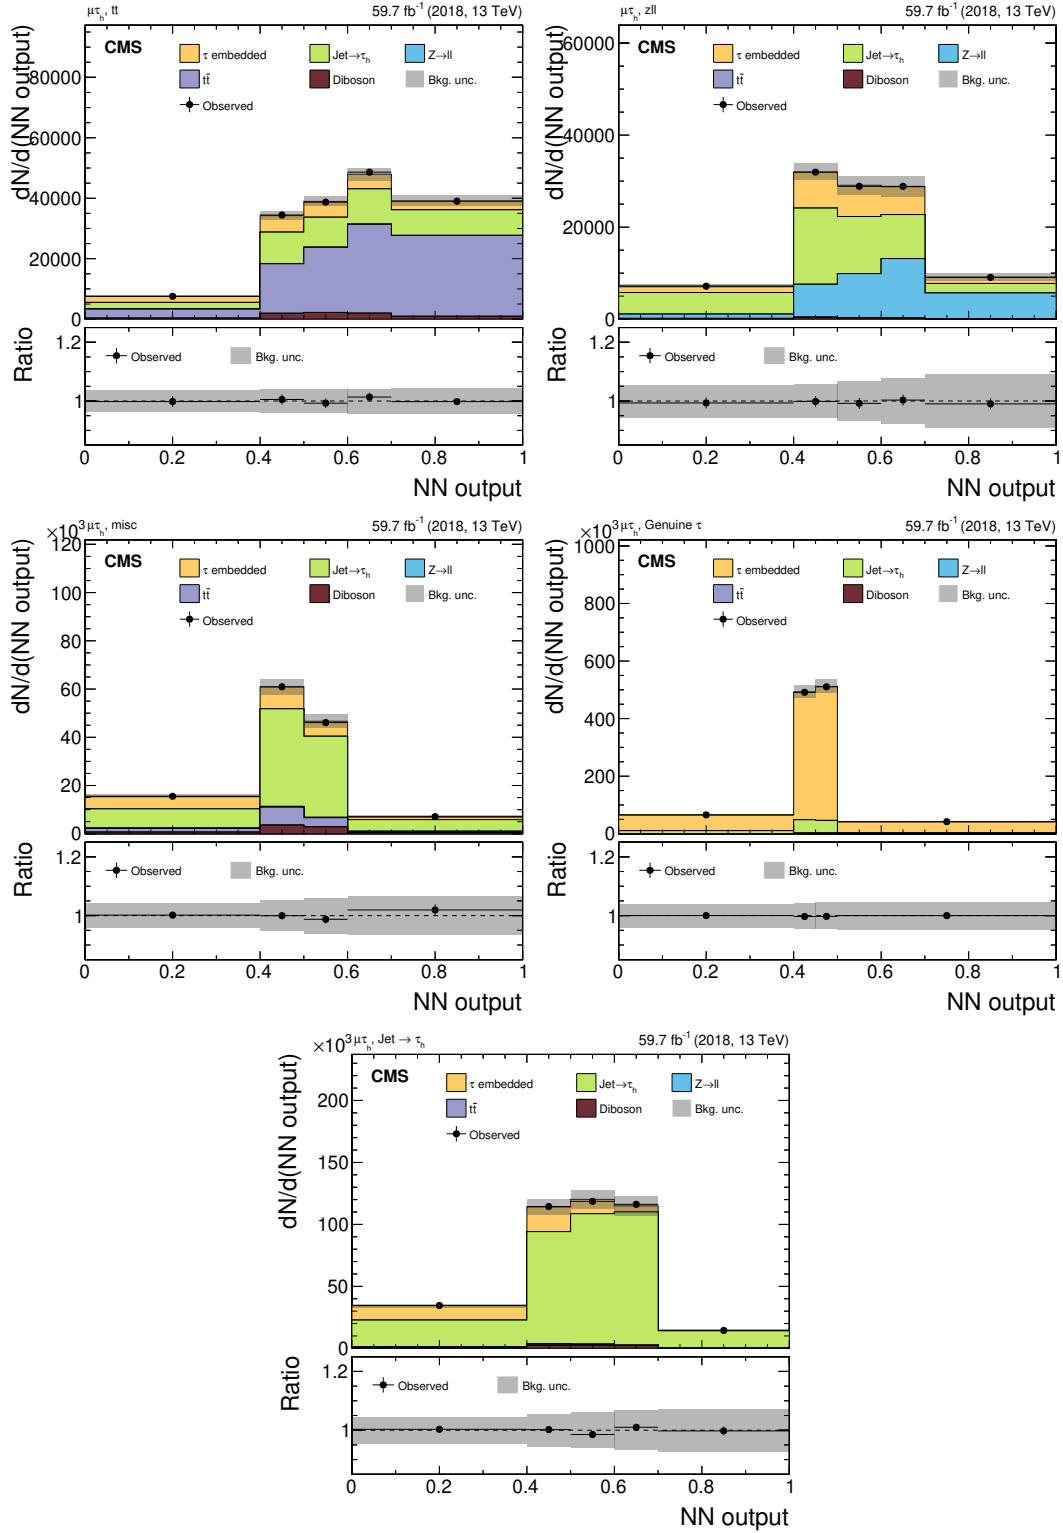 μτh, tt 59.7 fb-1 (2018, 13 TeV)
dN/d(NN output)
CMS
τ embedded Jet→τh Z→ll
tt̄ Diboson Bkg. unc.
Observed
80000
60000
40000
20000
0
Ratio
1.2
1
Observed Bkg. unc.
0 0.2 0.4 0.6 0.8 1
NN output
μτh, zll 59.7 fb-1 (2018, 13 TeV)
dN/d(NN output)
CMS
τ embedded Jet→τh Z→ll
tt̄ Diboson Bkg. unc.
Observed
60000
40000
20000
0
Ratio
1.2
1
Observed Bkg. unc.
0 0.2 0.4 0.6 0.8 1
NN output
×10³ μτh, misc 59.7 fb-1 (2018, 13 TeV)
dN/d(NN output)
CMS
τ embedded Jet→τh Z→ll
tt̄ Diboson Bkg. unc.
Observed
120
100
80
60
40
20
0
Ratio
1.2
1
Observed Bkg. unc.
0 0.2 0.4 0.6 0.8 1
NN output
×10³ μτh, Genuine τ 59.7 fb-1 (2018, 13 TeV)
dN/d(NN output)
CMS
τ embedded Jet→τh Z→ll
tt̄ Diboson Bkg. unc.
Observed
1000
800
600
400
200
0
Ratio
1.2
1
Observed Bkg. unc.
0 0.2 0.4 0.6 0.8 1
NN output
×10³ μτh, Jet → τh 59.7 fb-1 (2018, 13 TeV)
dN/d(NN output)
CMS
τ embedded Jet→τh Z→ll
tt̄ Diboson Bkg. unc.
Observed
200
150
100
50
0
Ratio
1.2
1
Observed Bkg. unc.
0 0.2 0.4 0.6 0.8 1
NN output